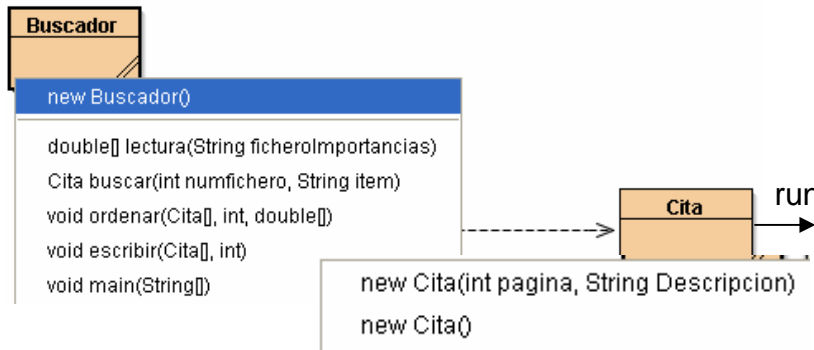 Buscador
new Buscador()
double[] lectura(String ficheroImportancias)
Cita buscar(int numfichero, String item)
void ordenar(Cita[], int, double[])
void escribir(Cita[], int)
void main(String[])
Cita
run
new Cita(int pagina, String Descripcion)
new Cita()